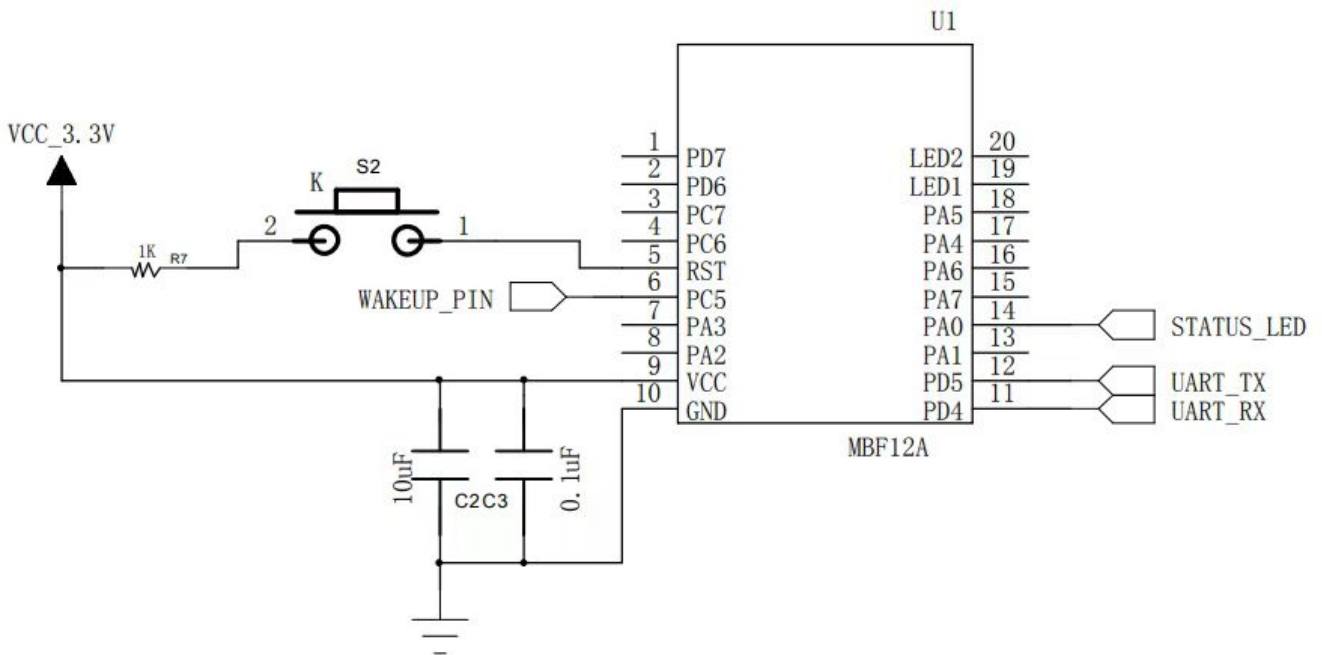 U1
VCC_3.3V
S2
K
2
1
1K
R7
WAKEUP_PIN
1 PD7
2 PD6
3 PC7
4 PC6
5 RST
6 PC5
7 PA3
8 PA2
9 VCC
10 GND
LED2 20
LED1 19
PA5 18
PA4 17
PA6 16
PA7 15
PA0 14
PA1 13
PD5 12
PD4 11
STATUS_LED
UART_TX
UART_RX
MBF12A
10uF
C2C3
0.1uF